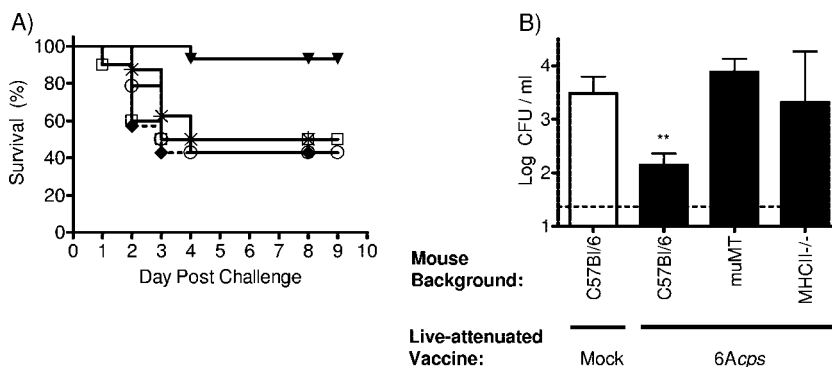 A)
100
80
60
40
20
0
Survival (%)
0 1 2 3 4 5 6 7 8 9 10
Day Post Challenge
B)
4
3
2
1
Log CFU / ml
**
Mouse Background:
C57Bl/6
C57Bl/6
muMT
MHCII-/-
Live-attenuated Vaccine:
Mock
6Acps